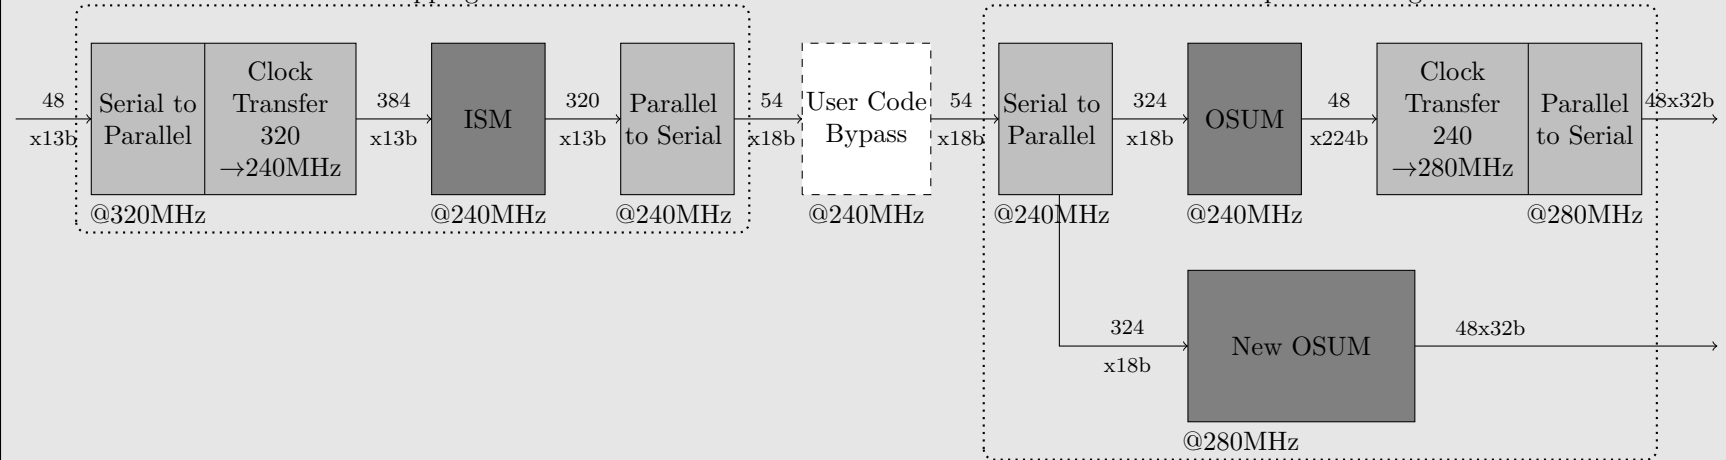 48
x13b
Serial to
Parallel
Clock
Transfer
320
→240MHz
@320MHz
384
x13b
ISM
@240MHz
320
x13b
Parallel
to Serial
@240MHz
54
x18b
User Code
Bypass
@240MHz
54
x18b
Serial to
Parallel
@240MHz
324
x18b
OSUM
@240MHz
48
x224b
Clock
Transfer
240
→280MHz
Parallel
to Serial
@280MHz
48x32b
324
x18b
New OSUM
@280MHz
48x32b